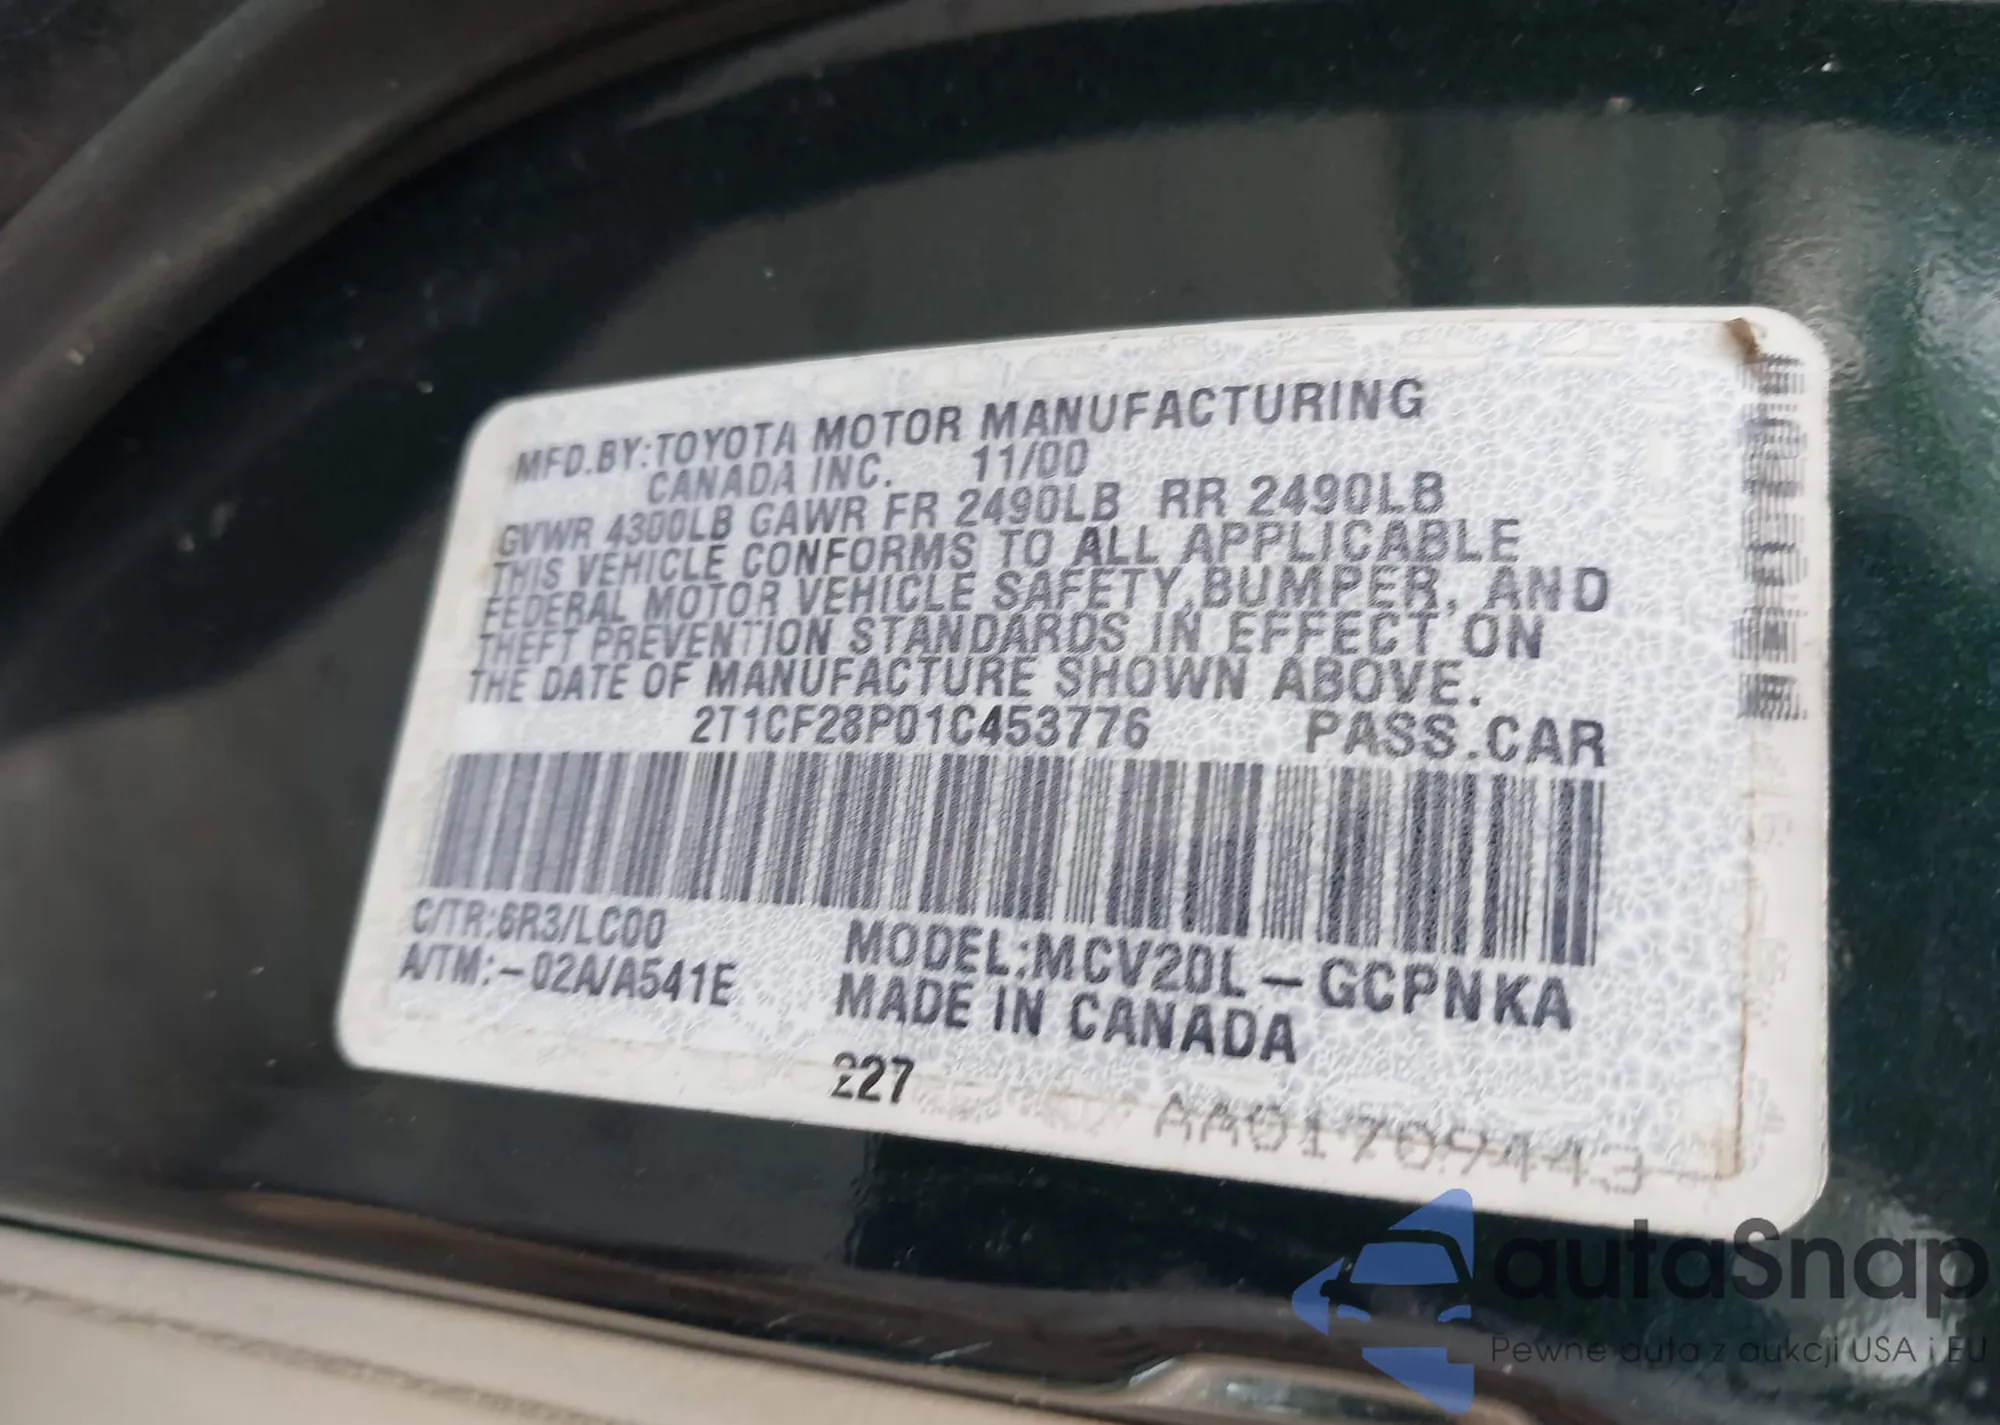 MFD.BY:TOYOTA MOTOR MANUFACTURING
CANADA INC. 11/00
GVWR 4300LB GAWR FR 2490LB RR 2490LB
THIS VEHICLE CONFORMS TO ALL APPLICABLE
FEDERAL MOTOR VEHICLE SAFETY,BUMPER, AND
THEFT PREVENTION STANDARDS IN EFFECT ON
THE DATE OF MANUFACTURE SHOWN ABOVE.
2T1CF28P01C453776 PASS.CAR
C/TR:6R3/LC00
A/TM:-02A/A541E
MODEL:MCV20L-GCPNKA
MADE IN CANADA
227
AA01709443
autaSnap
Pewne auta z aukcji USA i EU